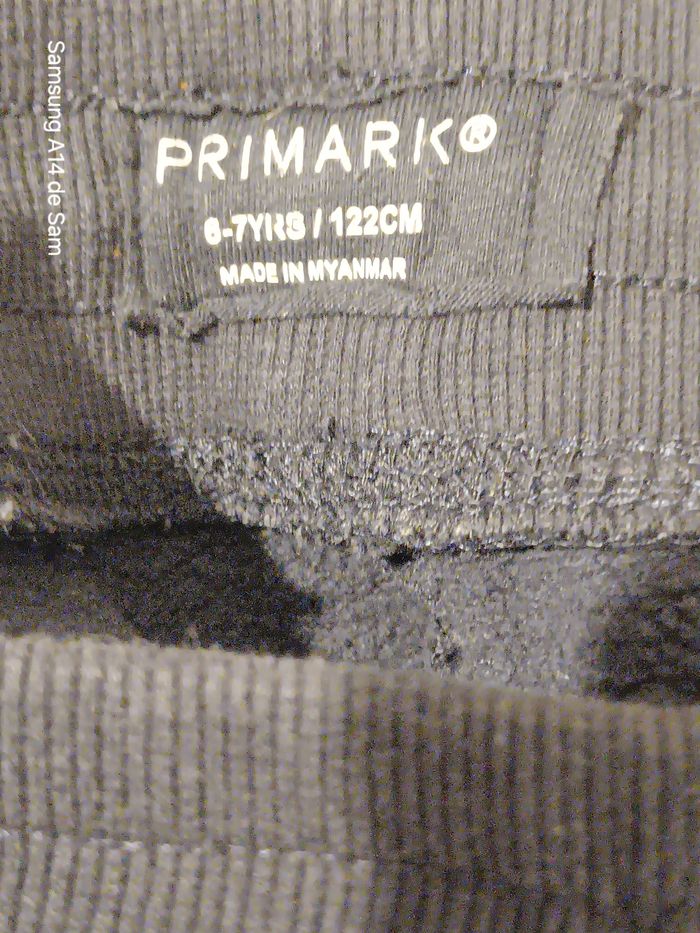 PRIMARK®
6-7YRS / 122CM
MADE IN MYANMAR
Samsung A14 de Sam